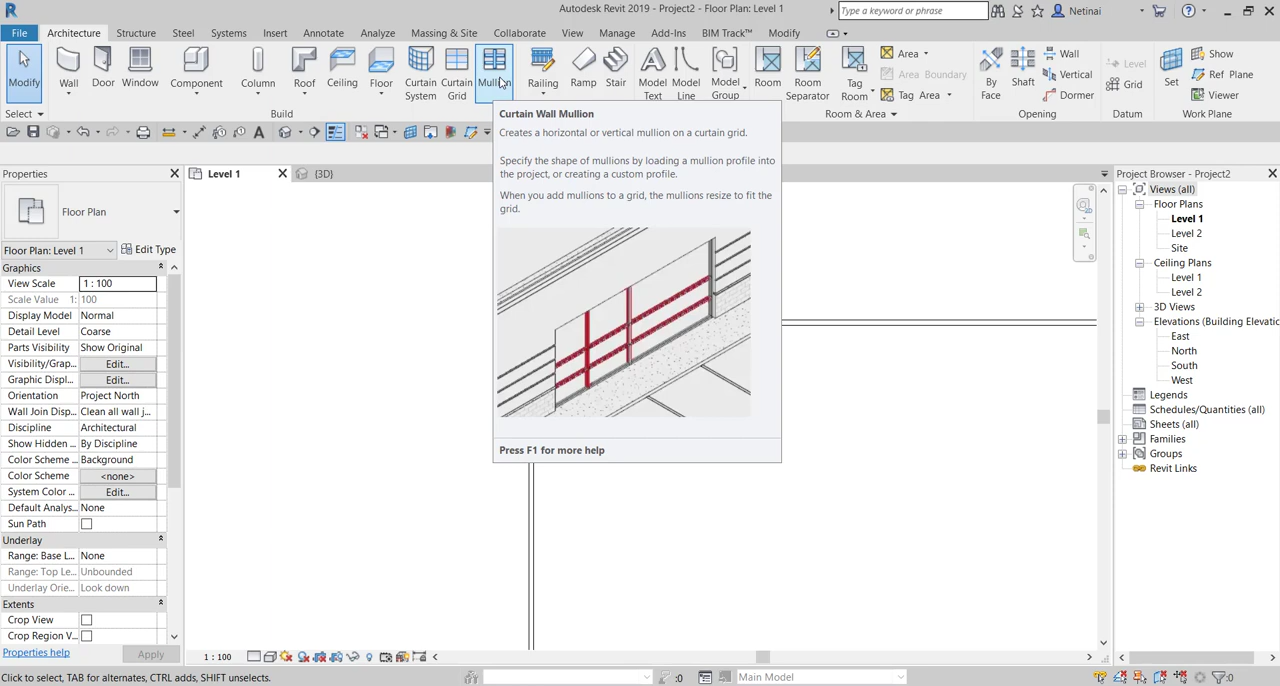 Autodesk Revit 2019 - Project2 - Floor Plan: Level 1
Type a keyword or phrase
Netinai
File
Architecture
Structure
Steel
Systems
Insert
Annotate
Analyze
Massing & Site
Collaborate
View
Manage
Add-Ins
BIM Track™
Modify
Modify
Wall
Door
Window
Component
Column
Roof
Ceiling
Floor
Curtain System
Curtain Grid
Mullion
Railing
Ramp
Stair
Model Text
Model Line
Model Group
Room
Room Separator
Tag Room
Area
Area Boundary
Tag Area
By Face
Shaft
Wall
Vertical
Dormer
Level
Grid
Set
Show
Ref Plane
Viewer
Select
Build
Room & Area
Opening
Datum
Work Plane
Curtain Wall Mullion
Creates a horizontal or vertical mullion on a curtain grid.
Specify the shape of mullions by loading a mullion profile into
the project, or creating a custom profile.
When you add mullions to a grid, the mullions resize to fit the
grid.
Press F1 for more help
Properties
Level 1
{3D}
Floor Plan
Floor Plan: Level 1
Edit Type
Graphics
View Scale 1 : 100
Scale Value 1: 100
Display Model Normal
Detail Level Coarse
Parts Visibility Show Original
Visibility/Grap... Edit...
Graphic Displ... Edit...
Orientation Project North
Wall Join Disp... Clean all wall j...
Discipline Architectural
Show Hidden ... By Discipline
Color Scheme ... Background
Color Scheme <none>
System Color ... Edit...
Default Analys... None
Sun Path
Underlay
Range: Base L... None
Range: Top Le... Unbounded
Underlay Orie... Look down
Extents
Crop View
Crop Region V...
Properties help
Apply
Project Browser - Project2
Views (all)
Floor Plans
Level 1
Level 2
Site
Ceiling Plans
Level 1
Level 2
3D Views
Elevations (Building Elevatic
East
North
South
West
Legends
Schedules/Quantities (all)
Sheets (all)
Families
Groups
Revit Links
1 : 100
Click to select, TAB for alternates, CTRL adds, SHIFT unselects.
:0
Main Model
:0